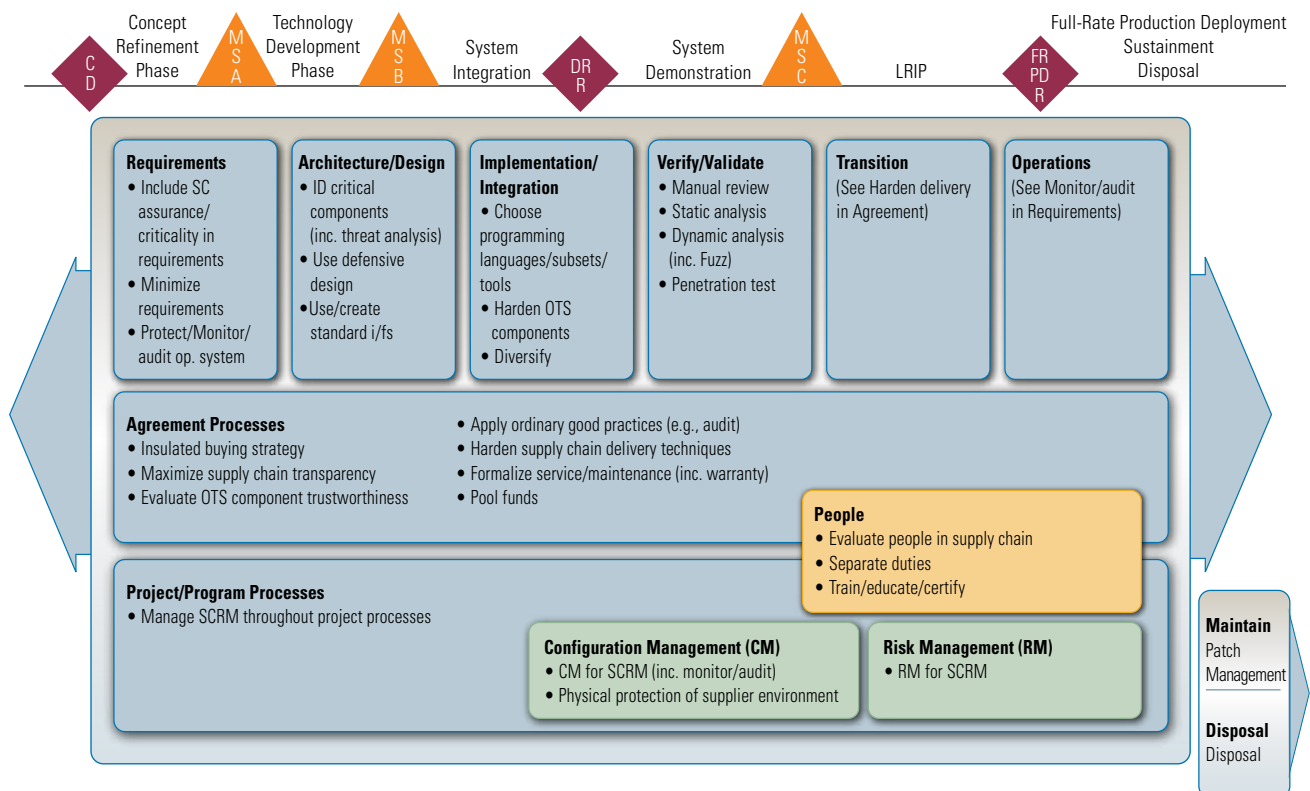 Concept
Refinement
Phase
Technology
Development
Phase
System
Integration
System
Demonstration
LRIP
Full-Rate Production Deployment
Sustainment
Disposal
C
D
M
S
A
M
S
B
DR
R
M
S
C
FR
PD
R
Requirements
• Include SC
assurance/
criticality in
requirements
• Minimize
requirements
• Protect/Monitor/
audit op. system
Architecture/Design
• ID critical
components
(inc. threat analysis)
• Use defensive
design
•Use/create
standard i/fs
Implementation/
Integration
• Choose
programming
languages/subsets/
tools
• Harden OTS
components
• Diversify
Verify/Validate
• Manual review
• Static analysis
• Dynamic analysis
(inc. Fuzz)
• Penetration test
Transition
(See Harden delivery
in Agreement)
Operations
(See Monitor/audit
in Requirements)
Agreement Processes
• Insulated buying strategy
• Maximize supply chain transparency
• Evaluate OTS component trustworthiness
• Apply ordinary good practices (e.g., audit)
• Harden supply chain delivery techniques
• Formalize service/maintenance (inc. warranty)
• Pool funds
People
• Evaluate people in supply chain
• Separate duties
• Train/educate/certify
Project/Program Processes
• Manage SCRM throughout project processes
Configuration Management (CM)
• CM for SCRM (inc. monitor/audit)
• Physical protection of supplier environment
Risk Management (RM)
• RM for SCRM
Maintain
Patch
Management
Disposal
Disposal